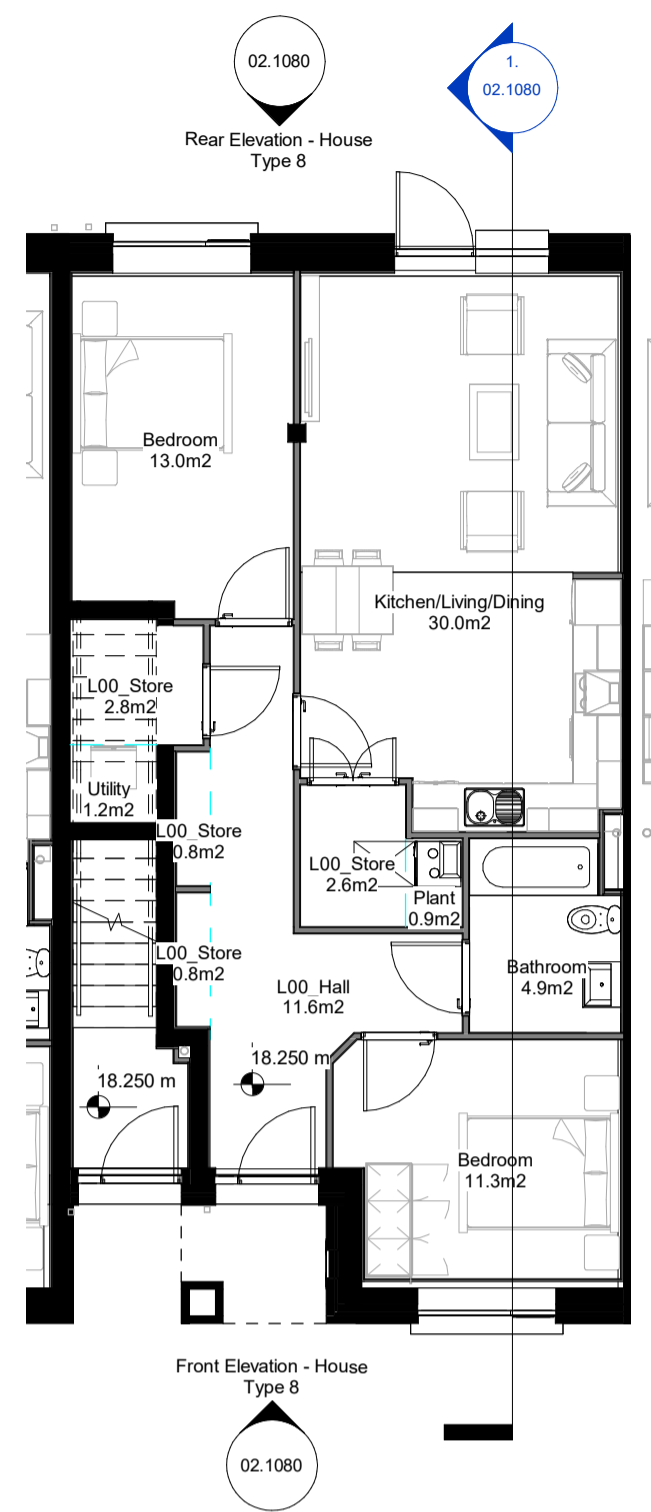 02.1080
1.
02.1080
Rear Elevation - House
Type 8
Bedroom
13.0m2
Kitchen/Living/Dining
30.0m2
L00_Store
2.8m2
Utility
1.2m2
L00_Store
0.8m2
L00_Store
2.6m2
Plant
0.9m2
L00_Store
0.8m2
L00_Hall
11.6m2
Bathroom
4.9m2
18.250 m
18.250 m
Bedroom
11.3m2
Front Elevation - House
Type 8
02.1080